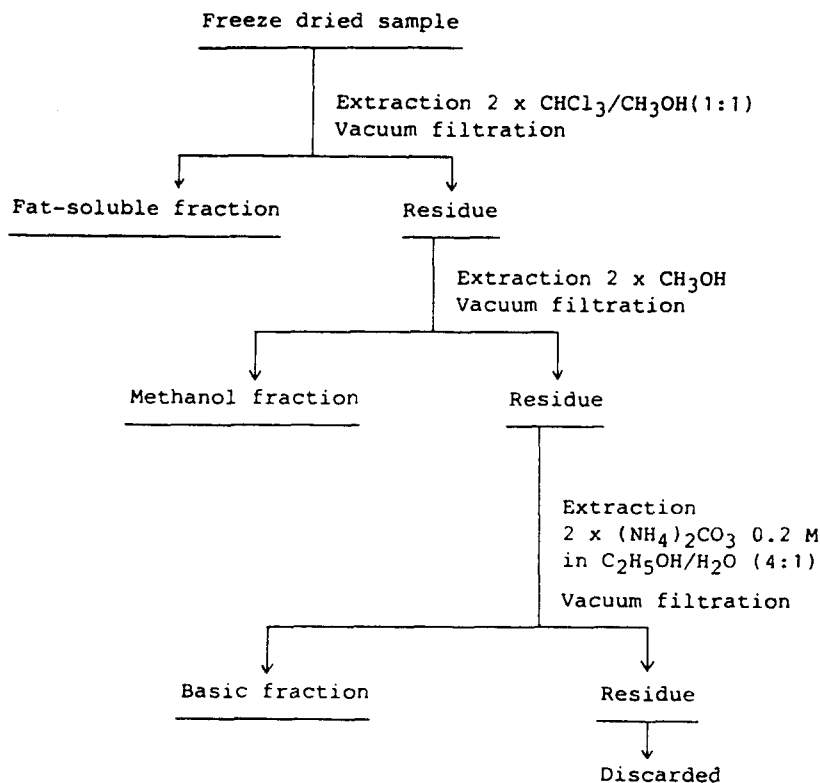 Freeze dried sample
Extraction 2 x CHCl3/CH3OH(1:1)
Vacuum filtration
Fat-soluble fraction
Residue
Extraction 2 x CH3OH
Vacuum filtration
Methanol fraction
Residue
Extraction
2 x (NH4)2CO3 0.2 M
in C2H5OH/H2O (4:1)
Vacuum filtration
Basic fraction
Residue
Discarded